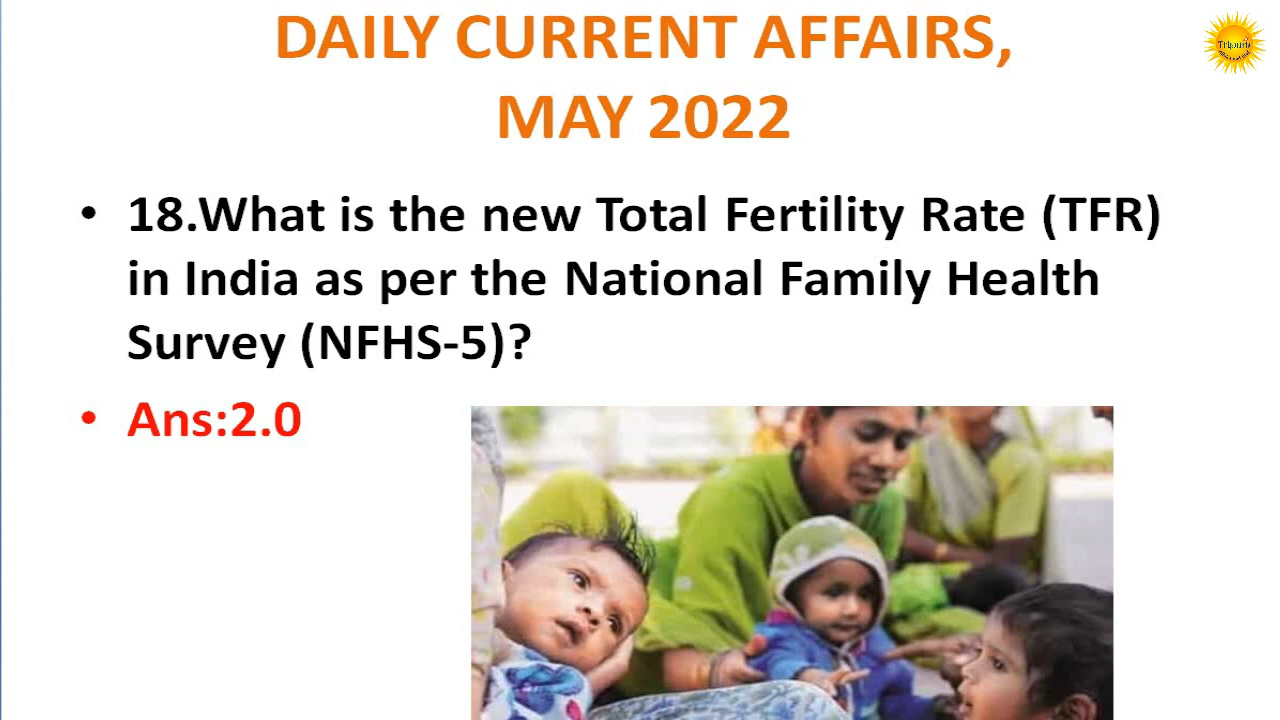 DAILY CURRENT AFFAIRS,
MAY 2022
• 18.What is the new Total Fertility Rate (TFR)
in India as per the National Family Health
Survey (NFHS-5)?
• Ans:2.0